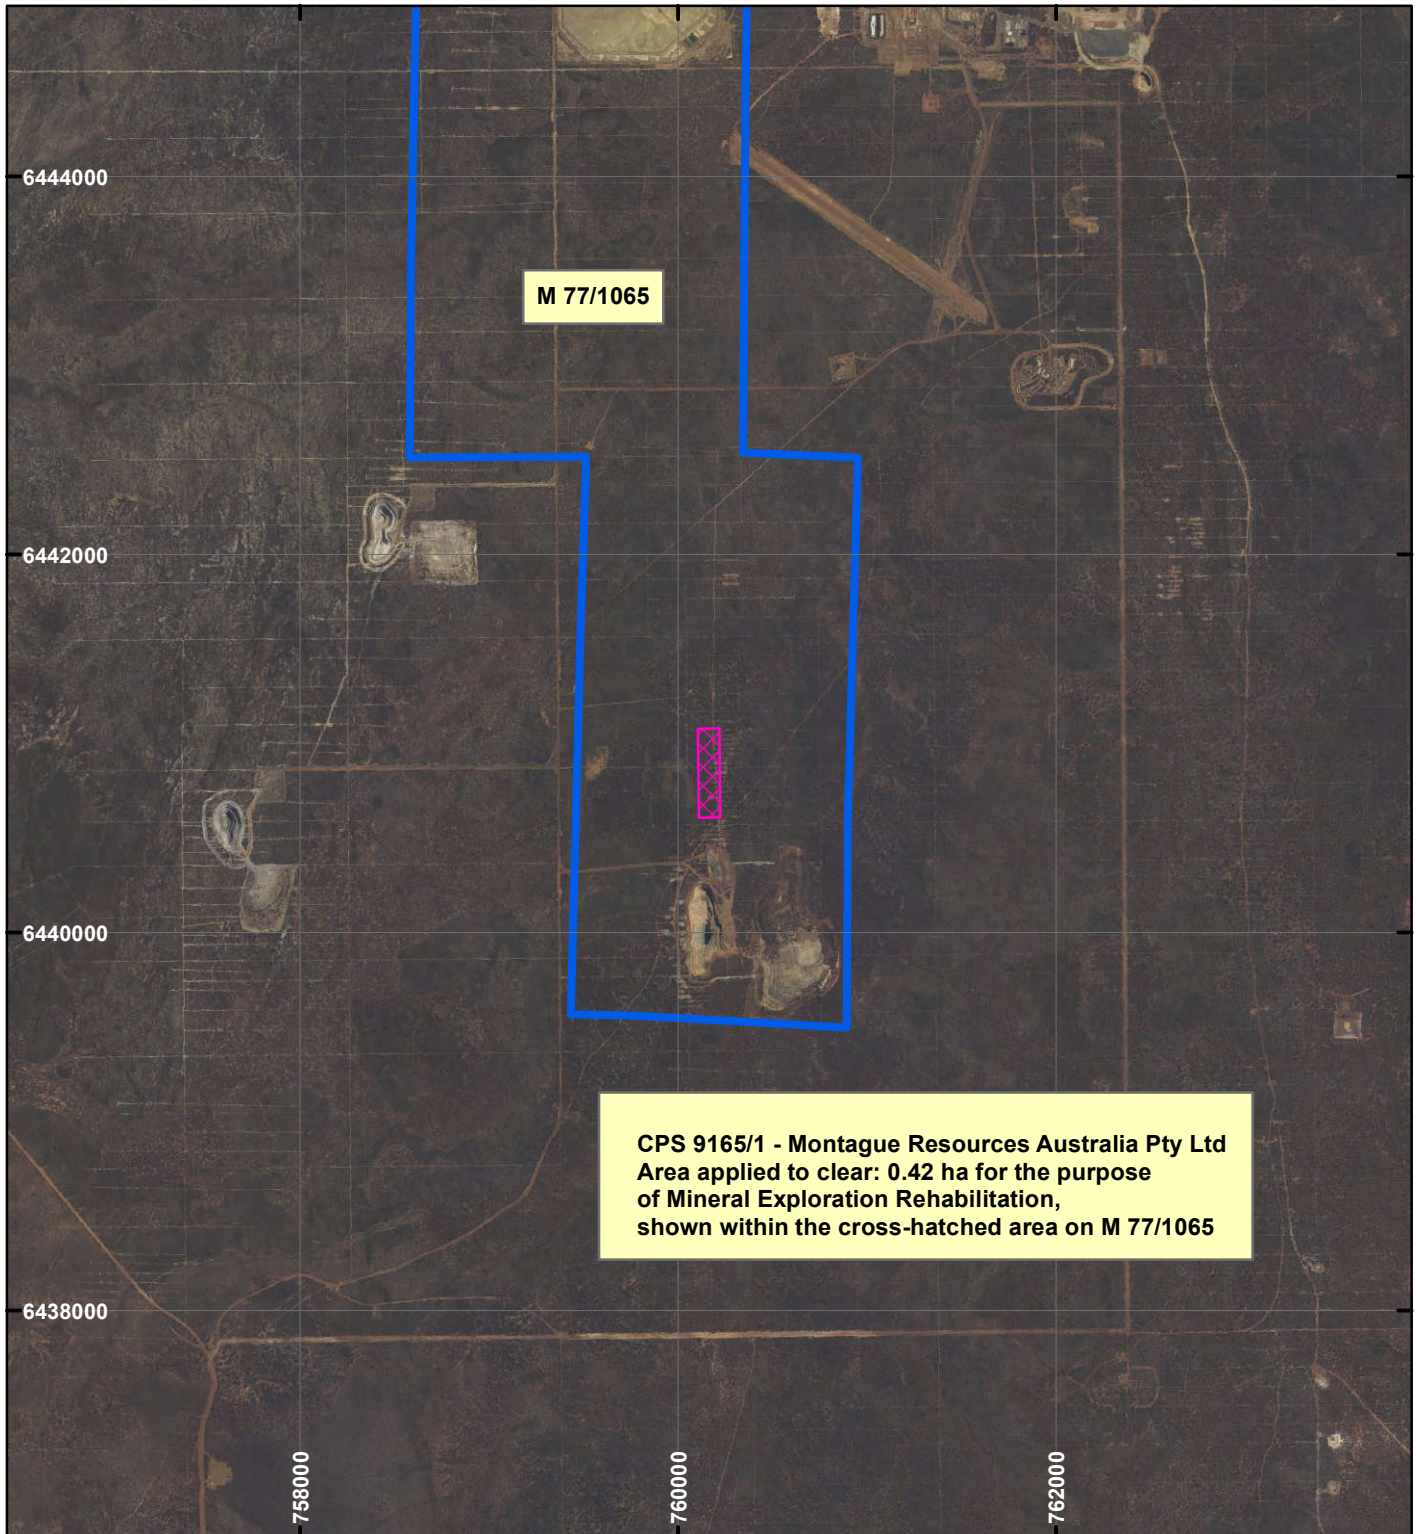 6444000
M 77/1065
6442000
6440000
CPS 9165/1 - Montague Resources Australia Pty Ltd
Area applied to clear: 0.42 ha for the purpose
of Mineral Exploration Rehabilitation,
shown within the cross-hatched area on M 77/1065
6438000
758000
760000
762000